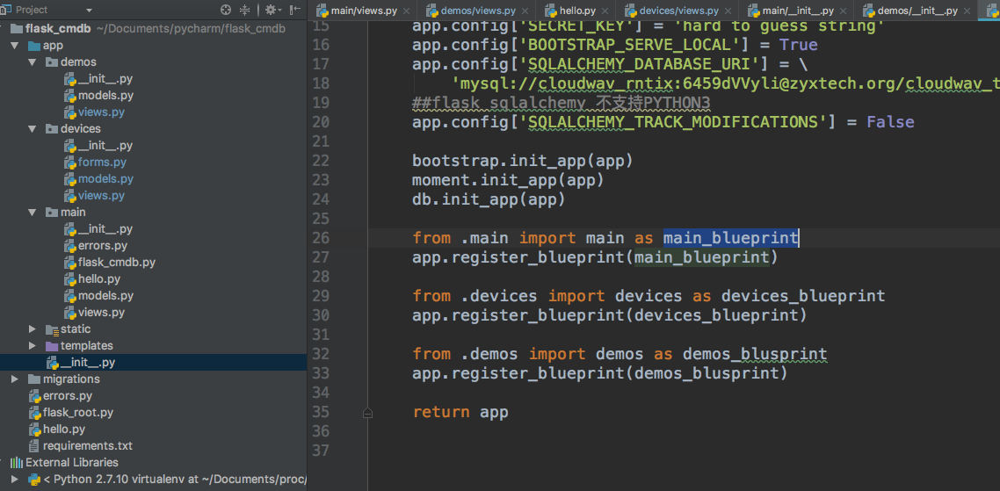 Project
main/views.py
demos/views.py
hello.py
devices/views.py
main/__init__.py
demos/__init__.py
flask_cmdb ~/Documents/pycharm/flask_cmdb
app
demos
__init__.py
models.py
views.py
devices
__init__.py
forms.py
models.py
views.py
main
__init__.py
errors.py
flask_cmdb.py
hello.py
models.py
views.py
static
templates
__init__.py
migrations
errors.py
flask_root.py
hello.py
requirements.txt
External Libraries
< Python 2.7.10 virtualenv at ~/Documents/proc/
15 app.config['SECRET_KEY'] = 'hard to guess string'
16 app.config['BOOTSTRAP_SERVE_LOCAL'] = True
17 app.config['SQLALCHEMY_DATABASE_URI'] = \
18 'mysql://cloudwav_rntix:6459dVVyli@zyxtech.org/cloudwav_t
19 ##flask_sqlalchemy 不支持PYTHON3
20 app.config['SQLALCHEMY_TRACK_MODIFICATIONS'] = False
21
22 bootstrap.init_app(app)
23 moment.init_app(app)
24 db.init_app(app)
25
26 from .main import main as main_blueprint
27 app.register_blueprint(main_blueprint)
28
29 from .devices import devices as devices_blueprint
30 app.register_blueprint(devices_blueprint)
31
32 from .demos import demos as demos_blusprint
33 app.register_blueprint(demos_blusprint)
34
35 return app
36
37